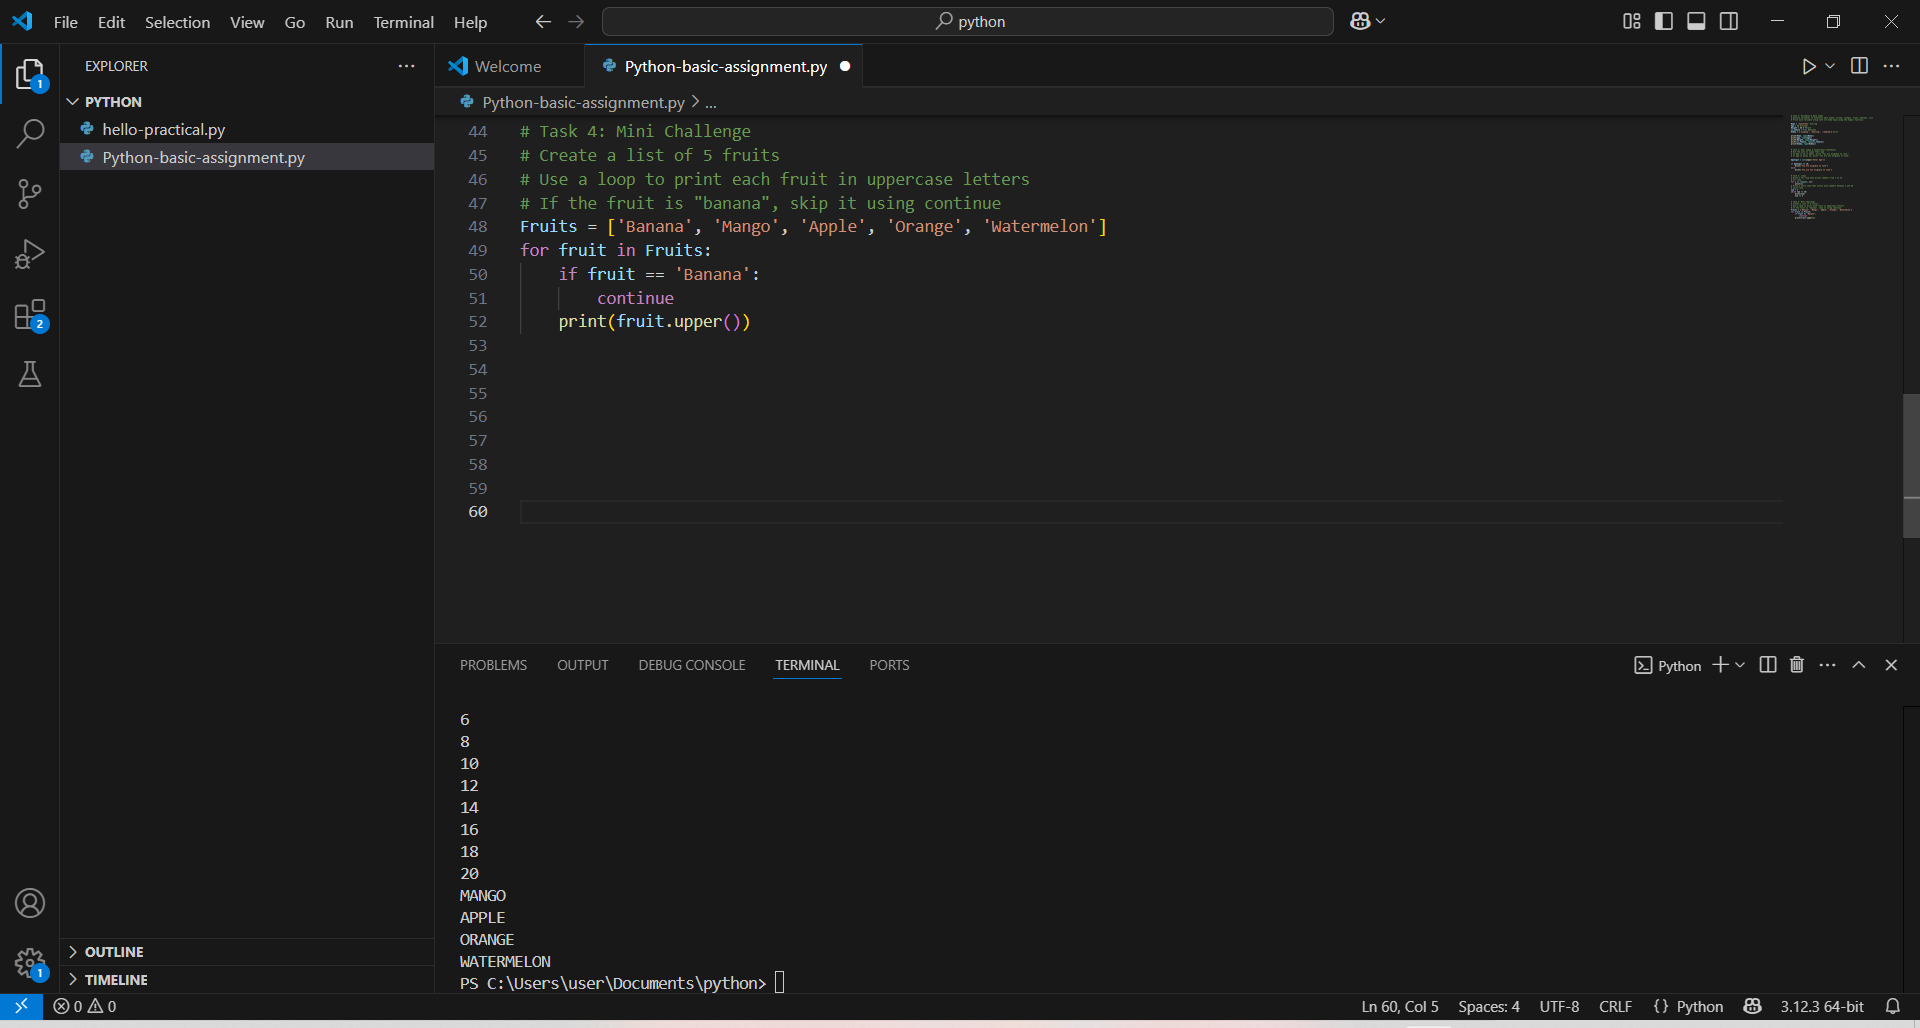 File Edit Selection View Go Run Terminal Help
python
EXPLORER
1
PYTHON
hello-practical.py
Python-basic-assignment.py
2
OUTLINE
TIMELINE
1
Welcome
Python-basic-assignment.py
Python-basic-assignment.py > ...
44 # Task 4: Mini Challenge
45 # Create a list of 5 fruits
46 # Use a loop to print each fruit in uppercase letters
47 # If the fruit is "banana", skip it using continue
48 Fruits = ['Banana', 'Mango', 'Apple', 'Orange', 'Watermelon']
49 for fruit in Fruits:
50     if fruit == 'Banana':
51         continue
52     print(fruit.upper())
53
54
55
56
57
58
59
60
PROBLEMS OUTPUT DEBUG CONSOLE TERMINAL PORTS
Python
6
8
10
12
14
16
18
20
MANGO
APPLE
ORANGE
WATERMELON
PS C:\Users\user\Documents\python>
0 0 Ln 60, Col 5 Spaces: 4 UTF-8 CRLF {} Python 3.12.3 64-bit